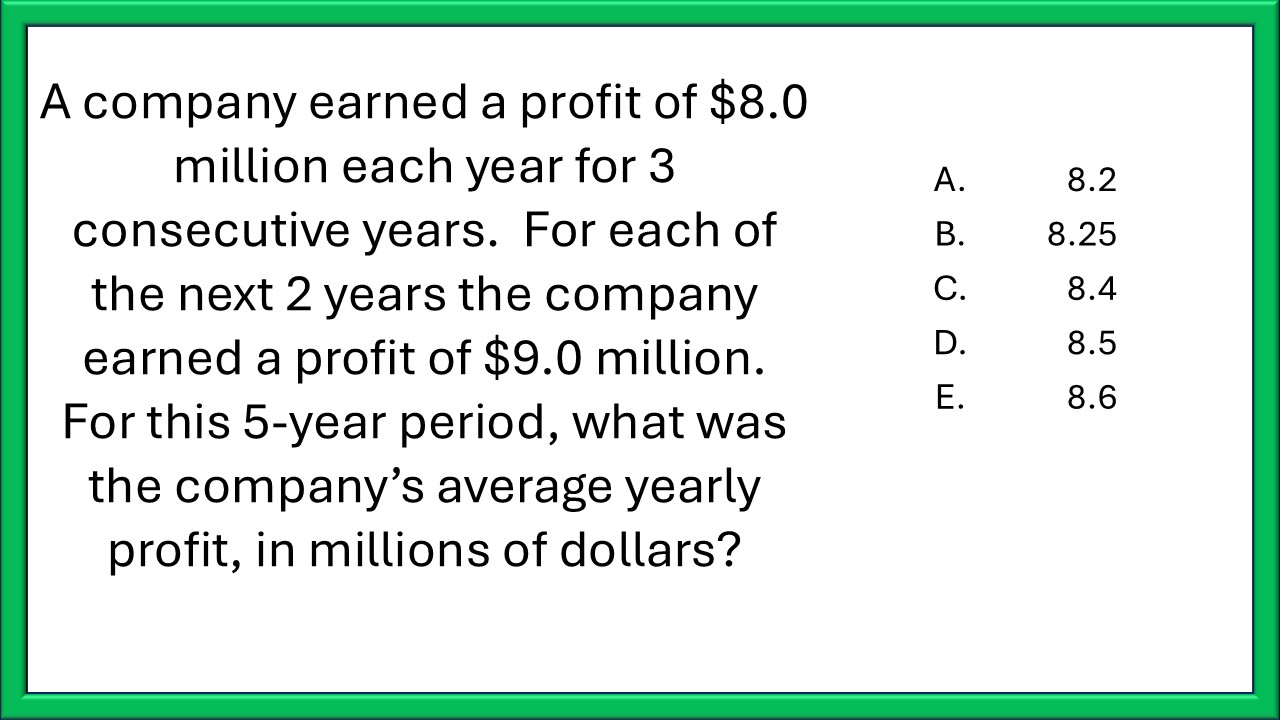 A company earned a profit of $8.0
million each year for 3
consecutive years.  For each of
the next 2 years the company
earned a profit of $9.0 million.
For this 5-year period, what was
the company’s average yearly
profit, in millions of dollars?
A. 8.2
B. 8.25
C. 8.4
D. 8.5
E. 8.6